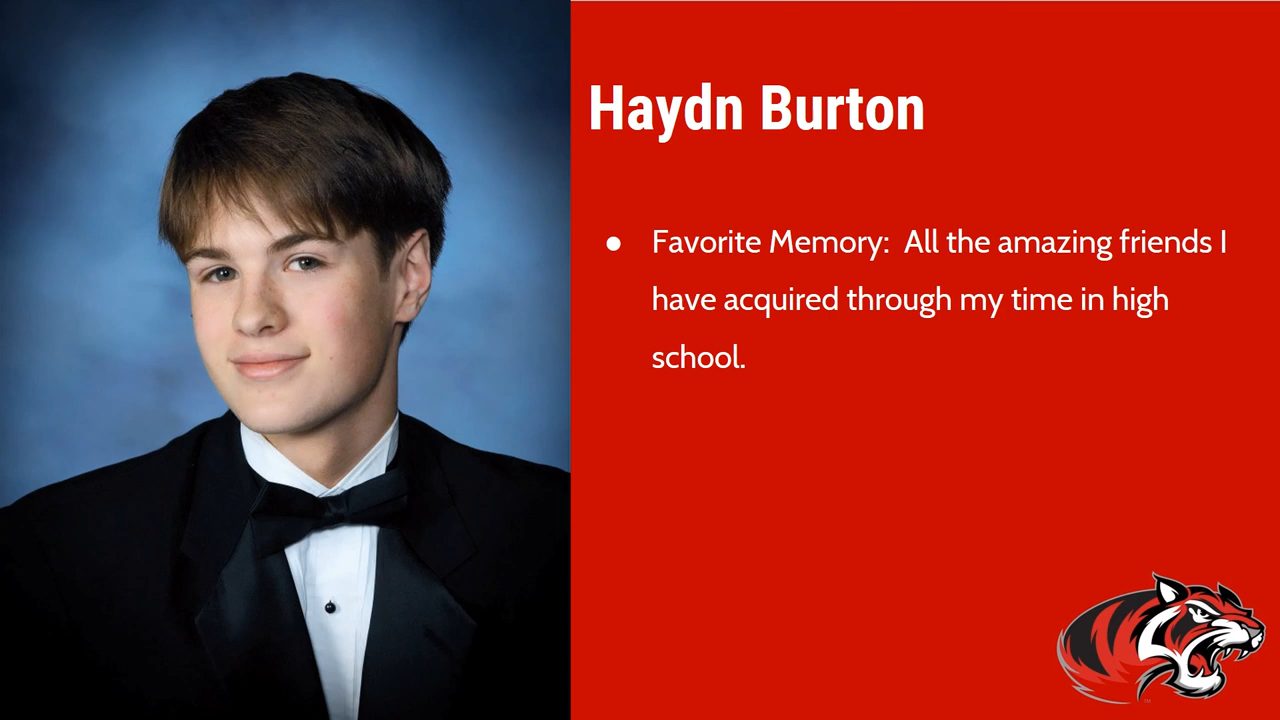 Haydn Burton
● Favorite Memory:  All the amazing friends I
have acquired through my time in high
school.